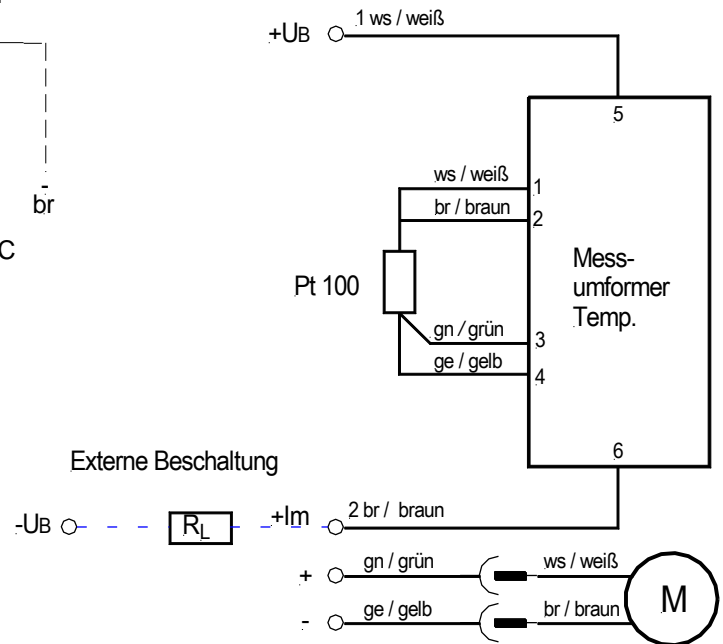 1 ws / weiß
+UB
5
ws / weiß
1
br / braun
2
-
br
C
Mess-
umformer
Temp.
Pt 100
gn / grün
3
ge / gelb
4
6
Externe Beschaltung
-UB
RL
+Im
2 br / braun
+
gn / grün
ws / weiß
M
-
ge / gelb
br / braun